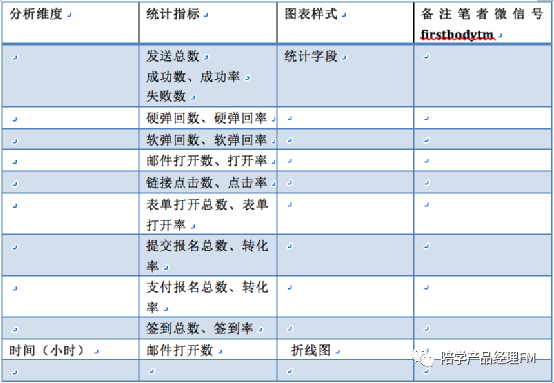 分析维度 统计指标 图表样式 备注笔者微信号
firstbodytm
发送总数 统计字段
成功数、成功率
失败数
硬弹回数、硬弹回率
软弹回数、软弹回率
邮件打开数、打开率
链接点击数、点击率
表单打开总数、表单
打开率
提交报名总数、转化
率
支付报名总数、转化
率
签到总数、签到率
时间（小时） 邮件打开数 折线图
陪学产品经理FM